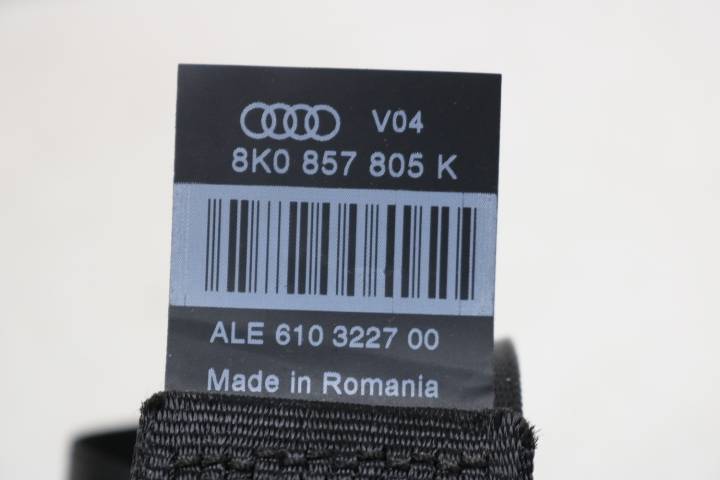 V04
8K0 857 805 K
ALE 610 3227 00
Made in Romania